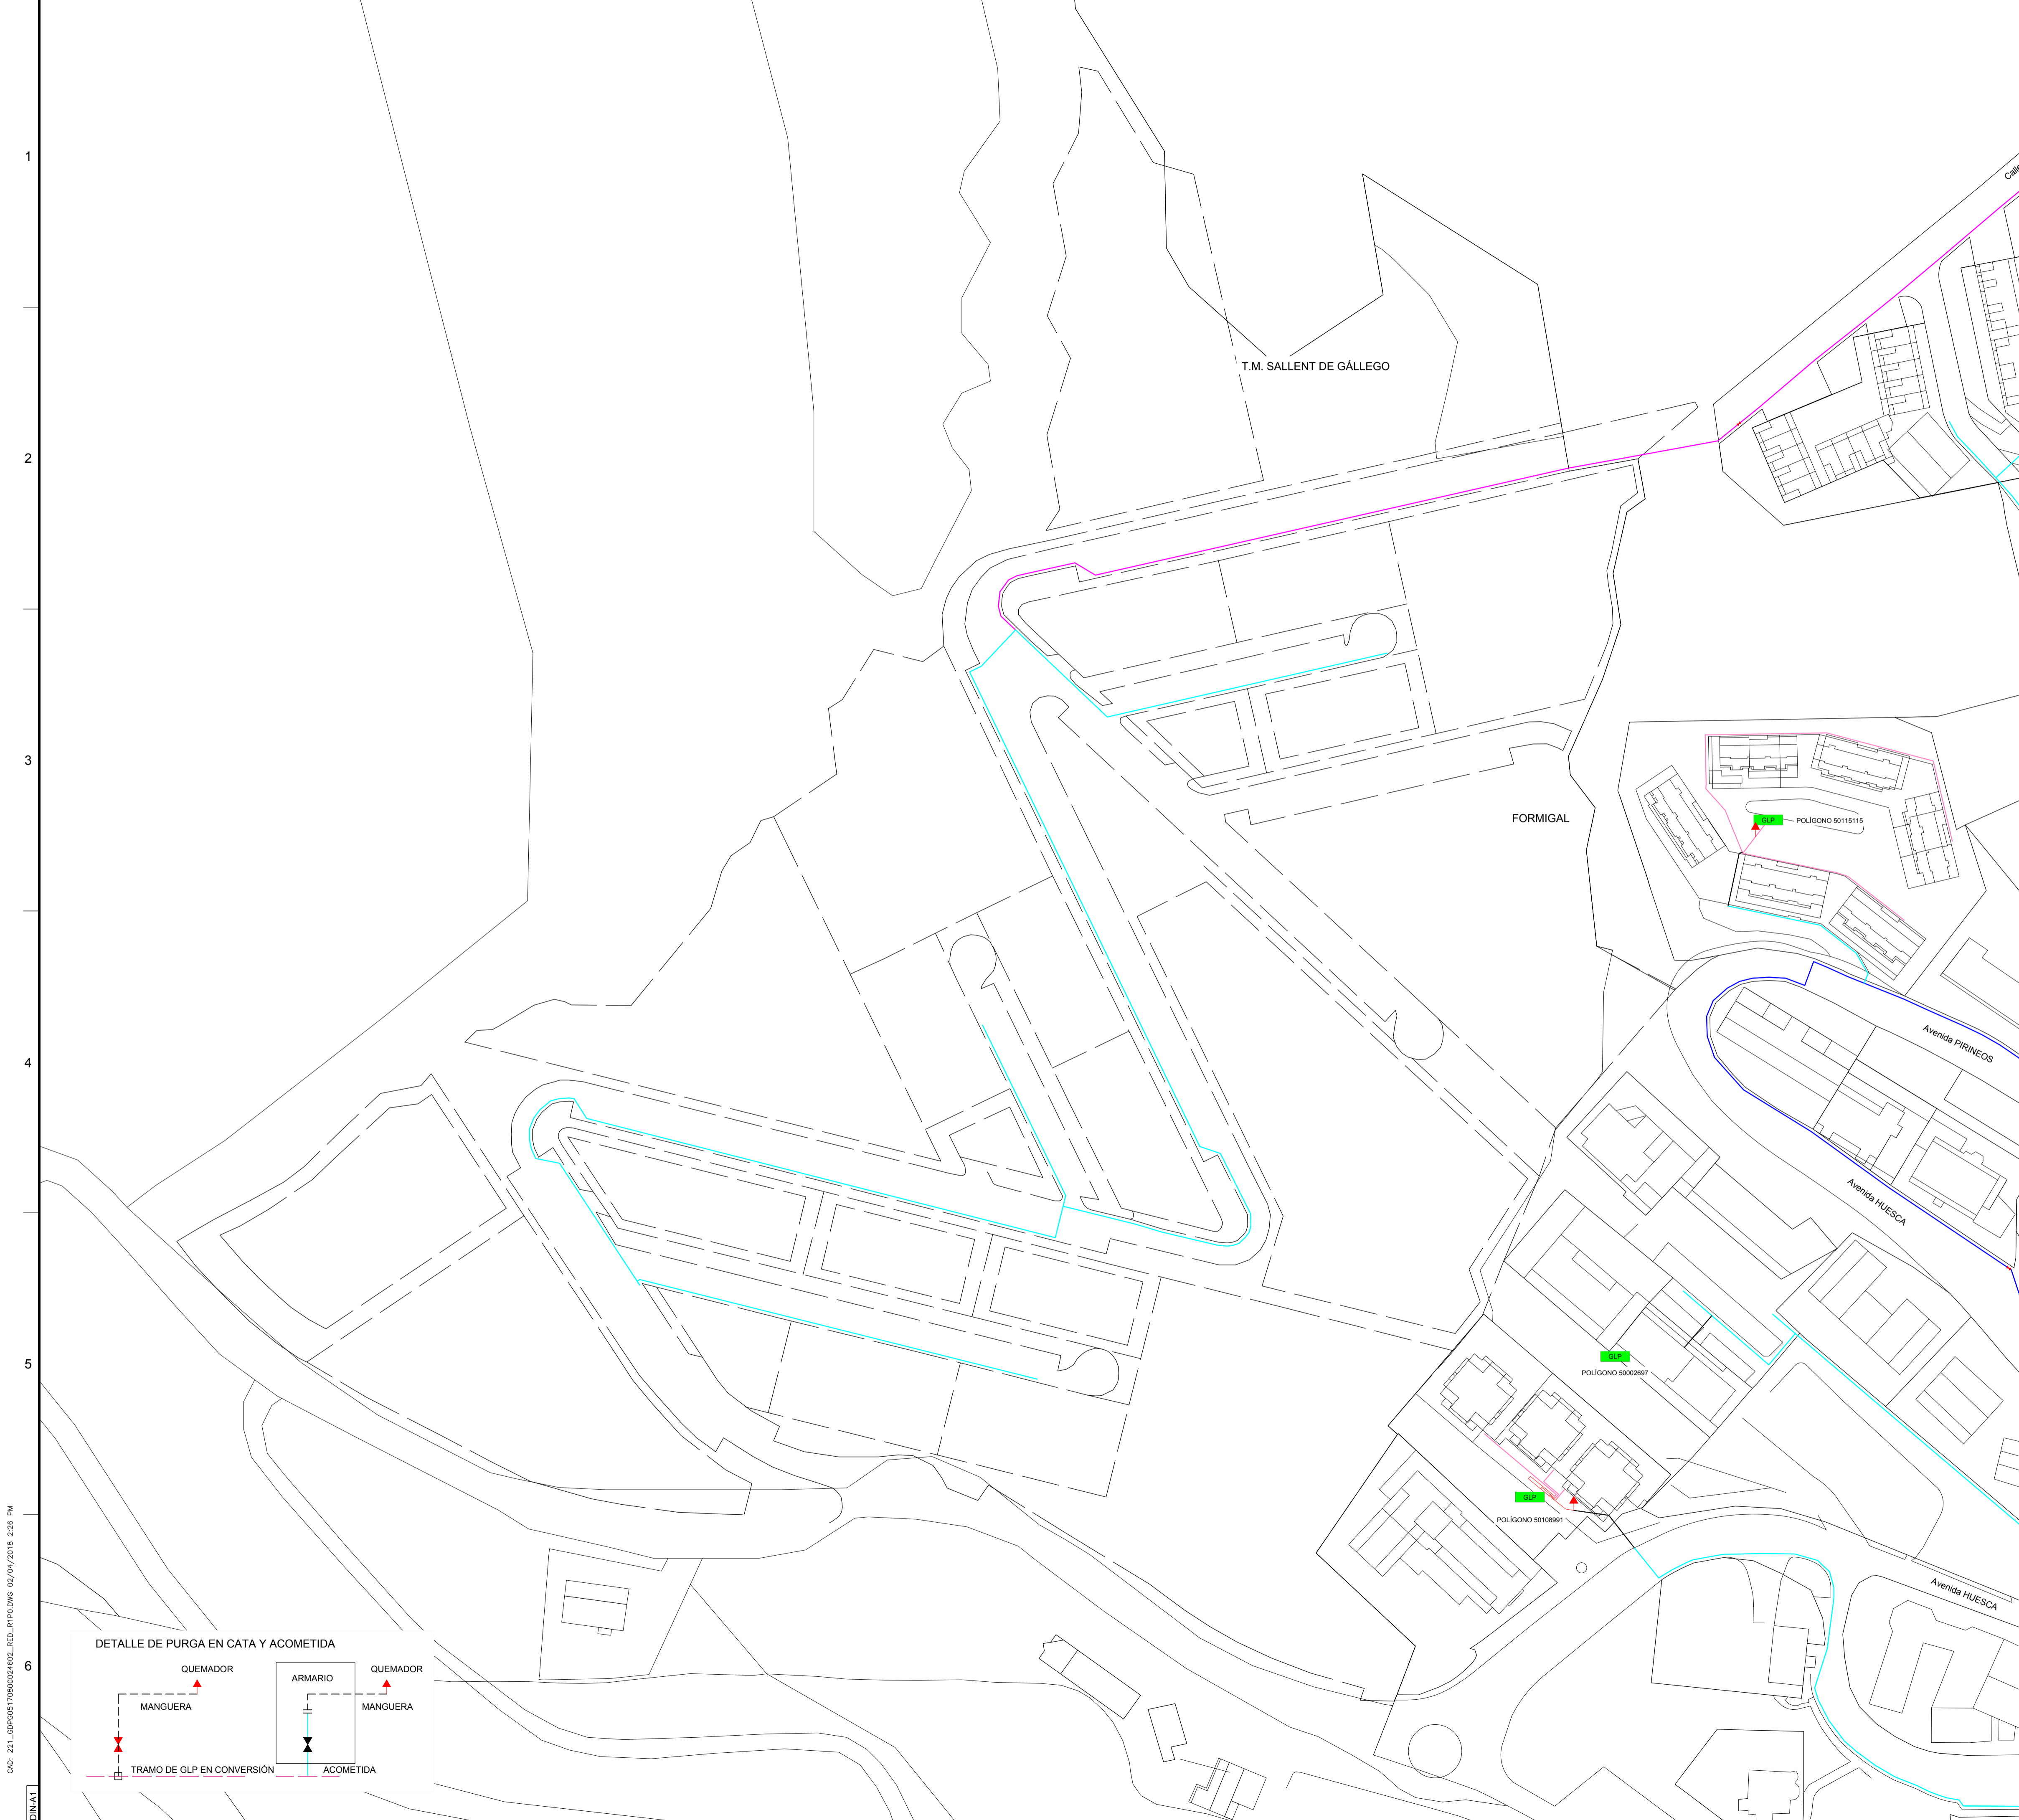 1
Calle
T.M. SALLENT DE GÁLLEGO
2
3
FORMIGAL
GLP
POLÍGONO 50115115
4
Avenida PIRINEOS
Avenida HUESCA
5
GLP
POLÍGONO 50002697
GLP
POLÍGONO 50108991
Avenida HUESCA
6
DETALLE DE PURGA EN CATA Y ACOMETIDA
QUEMADOR
ARMARIO
QUEMADOR
MANGUERA
MANGUERA
TRAMO DE GLP EN CONVERSIÓN
ACOMETIDA
CAD: 221_GDPG0517080024602_RED_R1P0.DWG 02/04/2018 2:26 PM
DIN-A1